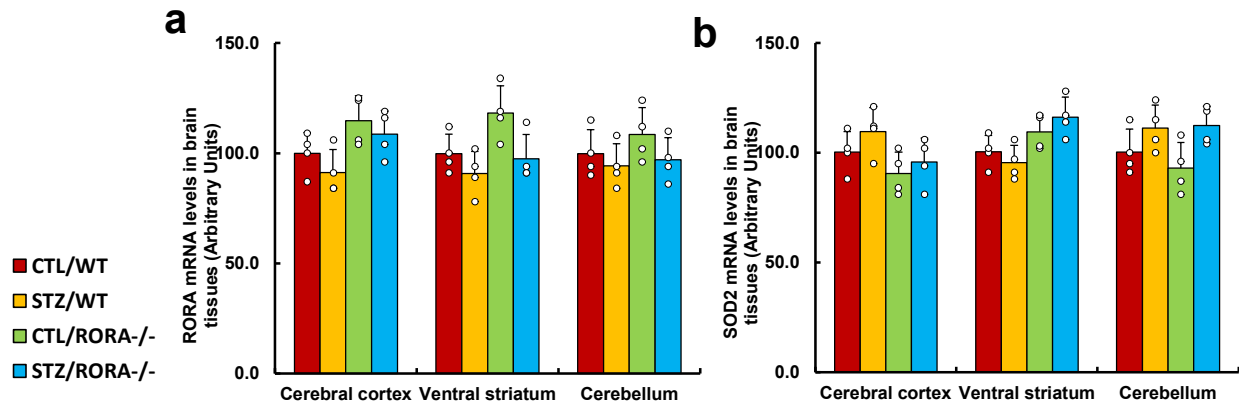 a
RORA mRNA levels in brain
tissues (Arbitrary Units)
150.0
100.0
50.0
0.0
Cerebral cortex Ventral striatum Cerebellum
b
SOD2 mRNA levels in brain
tissues (Arbitrary Units)
150.0
100.0
50.0
0.0
Cerebral cortex Ventral striatum Cerebellum
CTL/WT
STZ/WT
CTL/RORA-/-
STZ/RORA-/-